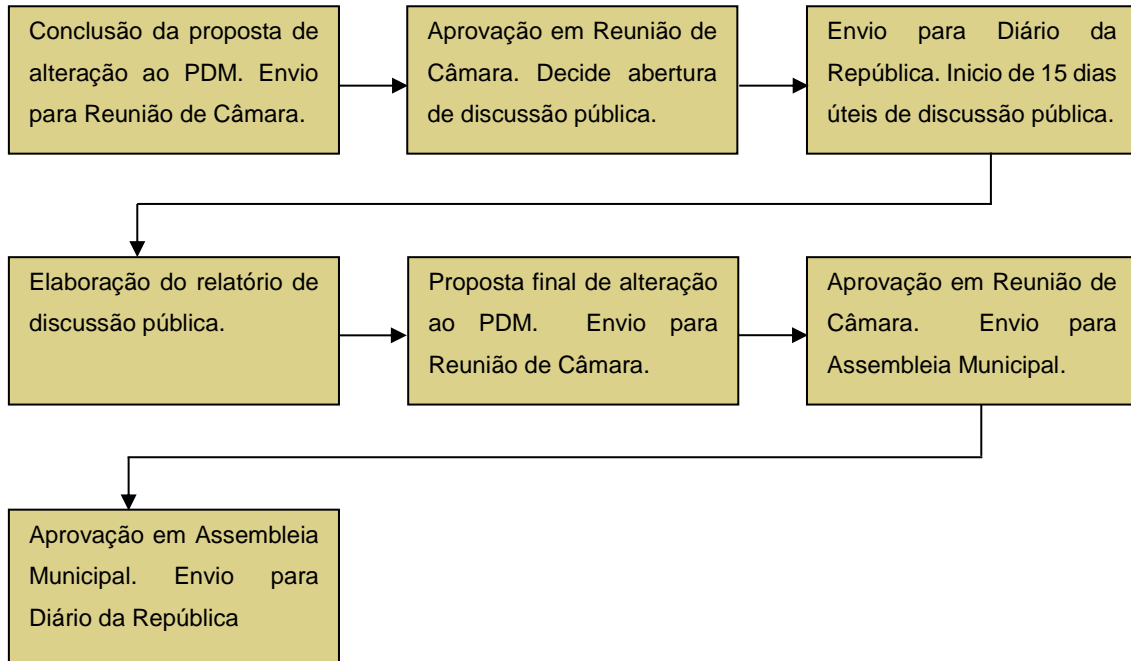 Conclusão da proposta de
alteração ao PDM. Envio
para Reunião de Câmara.
Aprovação em Reunião de
Câmara. Decide abertura
de discussão pública.
Envio para Diário da
República. Inicio de 15 dias
úteis de discussão pública.
Elaboração do relatório de
discussão pública.
Proposta final de alteração
ao PDM. Envio para
Reunião de Câmara.
Aprovação em Reunião de
Câmara. Envio para
Assembleia Municipal.
Aprovação em Assembleia
Municipal. Envio para
Diário da República